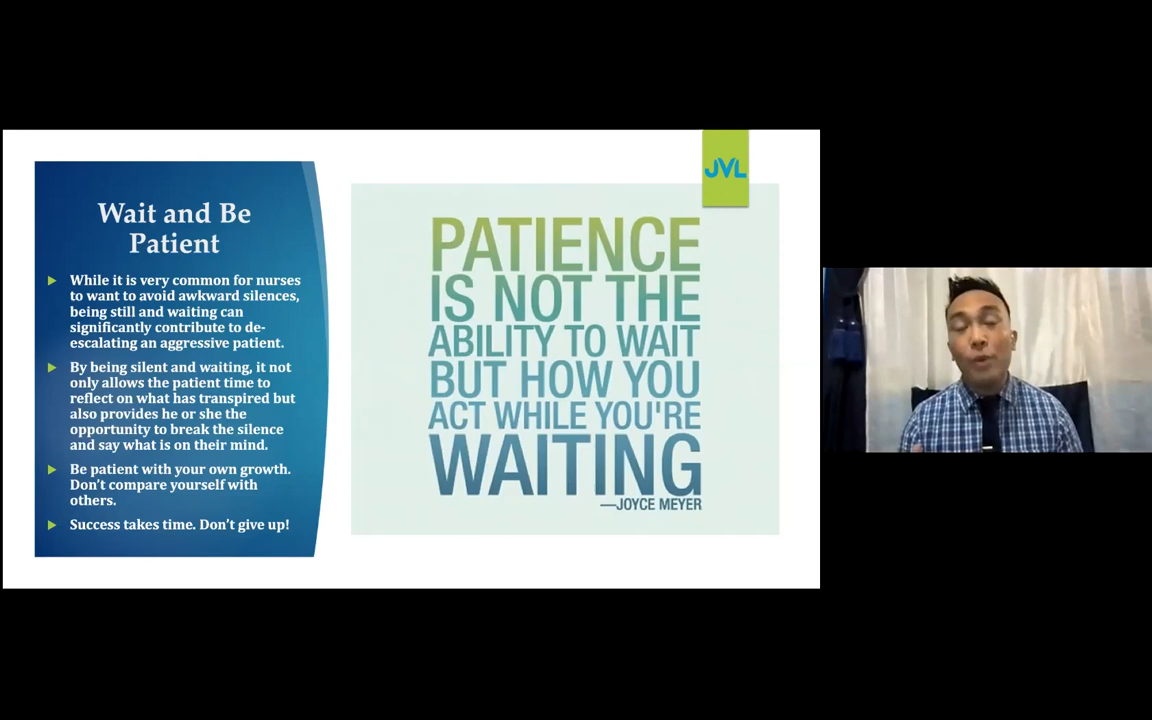 Wait and Be
Patient
While it is very common for nurses
to want to avoid awkward silences,
being still and waiting can
significantly contribute to de-
escalating an aggressive patient.
By being silent and waiting, it not
only allows the patient time to
reflect on what has transpired but
also provides he or she the
opportunity to break the silence
and say what is on their mind.
Be patient with your own growth.
Don't compare yourself with
others.
Success takes time. Don't give up!
JVL
PATIENCE
IS NOT THE
ABILITY TO WAIT
BUT HOW YOU
ACT WHILE YOU'RE
WAITING
—JOYCE MEYER